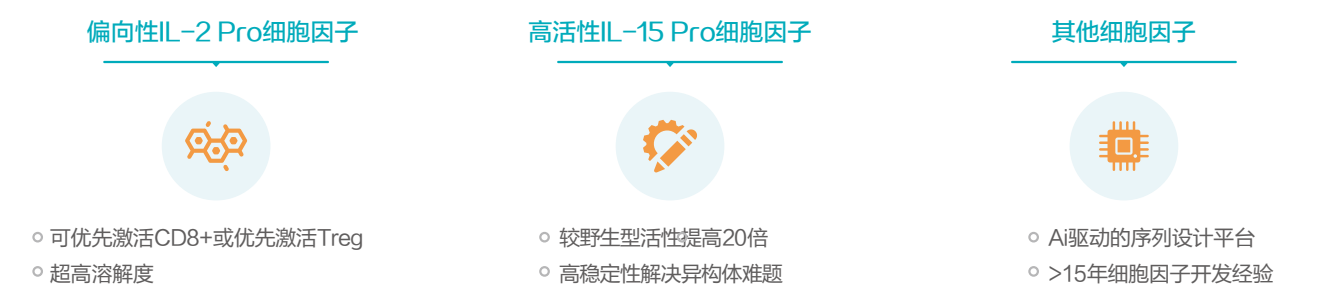 偏向性IL-2 Pro细胞因子
可优先激活CD8+或优先激活Treg
超高溶解度
高活性IL-15 Pro细胞因子
较野生型活性提高20倍
高稳定性解决异构体难题
其他细胞因子
Ai驱动的序列设计平台
>15年细胞因子开发经验